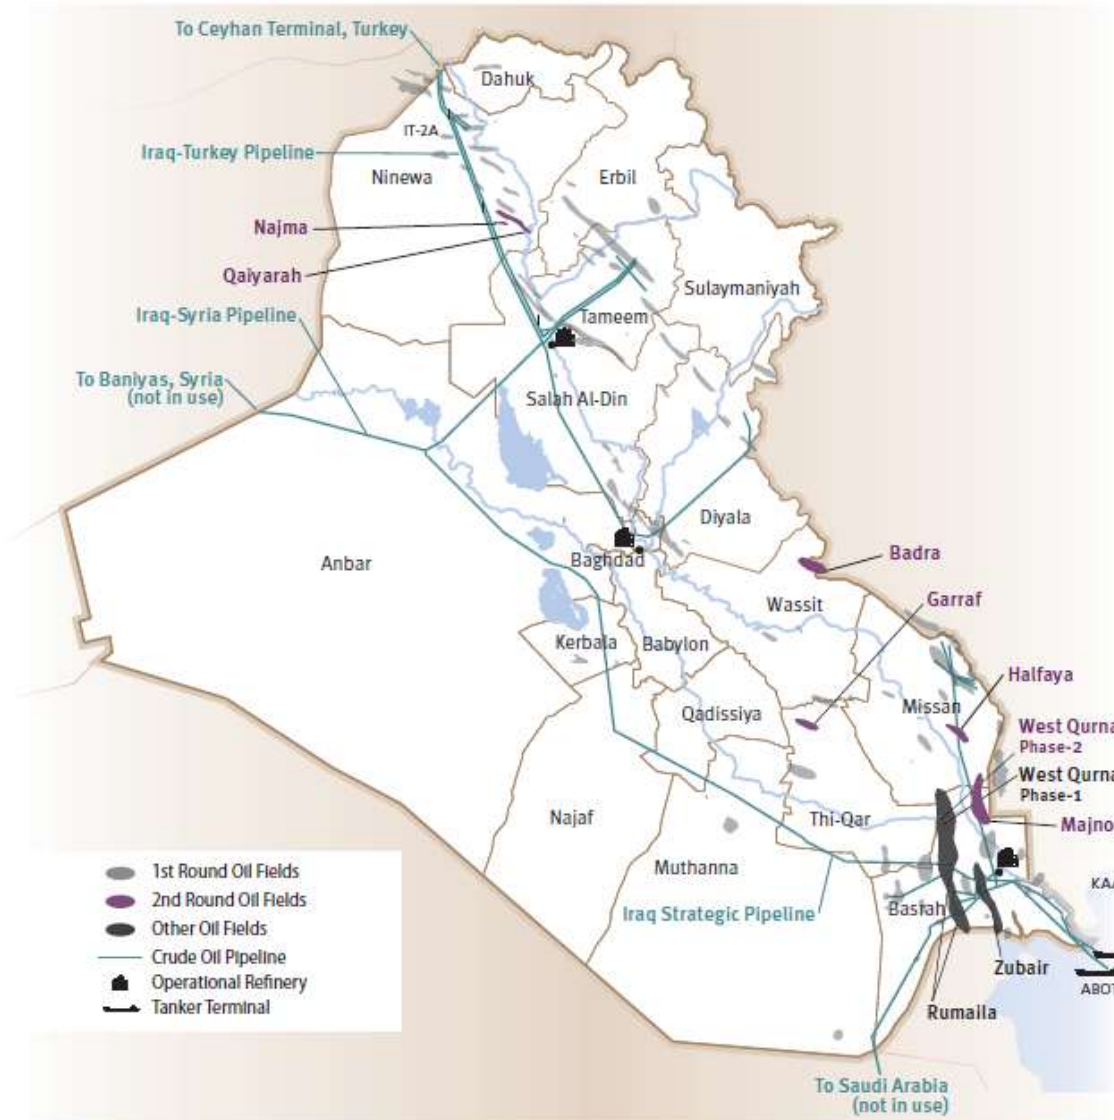 To Ceyhan Terminal, Turkey
Dahuk
IT-2A
Iraq-Turkey Pipeline
Ninewa
Erbil
Najma
Qaiyarah
Sulaymaniyah
Iraq-Syria Pipeline
Tameem
To Baniyas, Syria
(not in use)
Salah Al-Din
Diyala
Anbar
Baghdad
Badra
Wassit
Garraf
Kerbala
Babylon
Halfaya
Missan
Qadissiya
West Qurna
Phase-2
West Qurna
Phase-1
Najaf
Thi-Qar
Majno
Muthanna
KAA
Basrah
Iraq Strategic Pipeline
Zubair
ABOT
Rumaila
1st Round Oil Fields
2nd Round Oil Fields
Other Oil Fields
Crude Oil Pipeline
Operational Refinery
Tanker Terminal
To Saudi Arabia
(not in use)